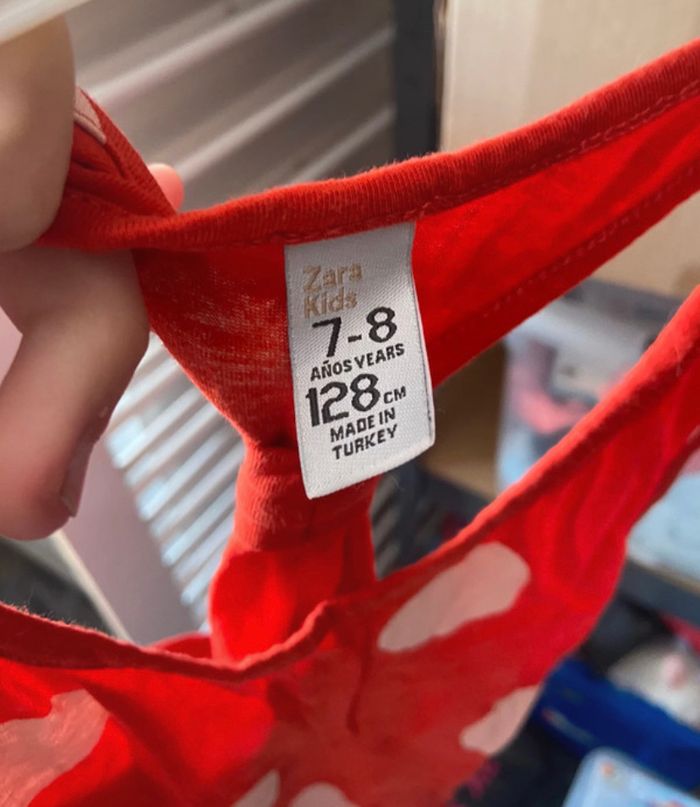 Zara
Kids
7-8
AÑOS YEARS
128 CM
MADE IN
TURKEY